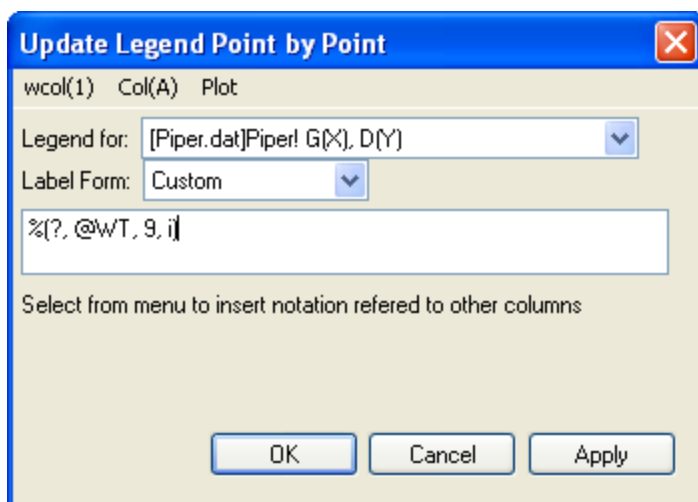 Update Legend Point by Point
wcol(1) Col(A) Plot
Legend for: [Piper.dat]Piper! G(X), D(Y)
Label Form: Custom
%(?, @WT, 9, i)
Select from menu to insert notation refered to other columns
OK Cancel Apply